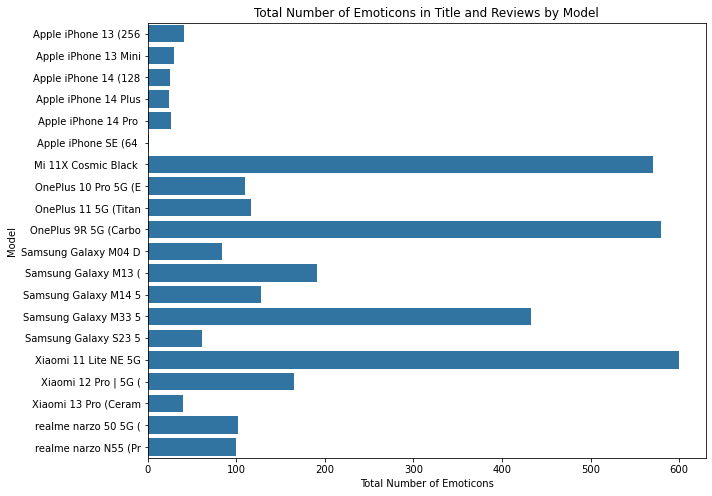 Total Number of Emoticons in Title and Reviews by Model
Model
Apple iPhone 13 (256
Apple iPhone 13 Mini
Apple iPhone 14 (128
Apple iPhone 14 Plus
Apple iPhone 14 Pro
Apple iPhone SE (64
Mi 11X Cosmic Black
OnePlus 10 Pro 5G (E
OnePlus 11 5G (Titan
OnePlus 9R 5G (Carbo
Samsung Galaxy M04 D
Samsung Galaxy M13 (
Samsung Galaxy M14 5
Samsung Galaxy M33 5
Samsung Galaxy S23 5
Xiaomi 11 Lite NE 5G
Xiaomi 12 Pro | 5G (
Xiaomi 13 Pro (Ceram
realme narzo 50 5G (
realme narzo N55 (Pr
0 100 200 300 400 500 600
Total Number of Emoticons